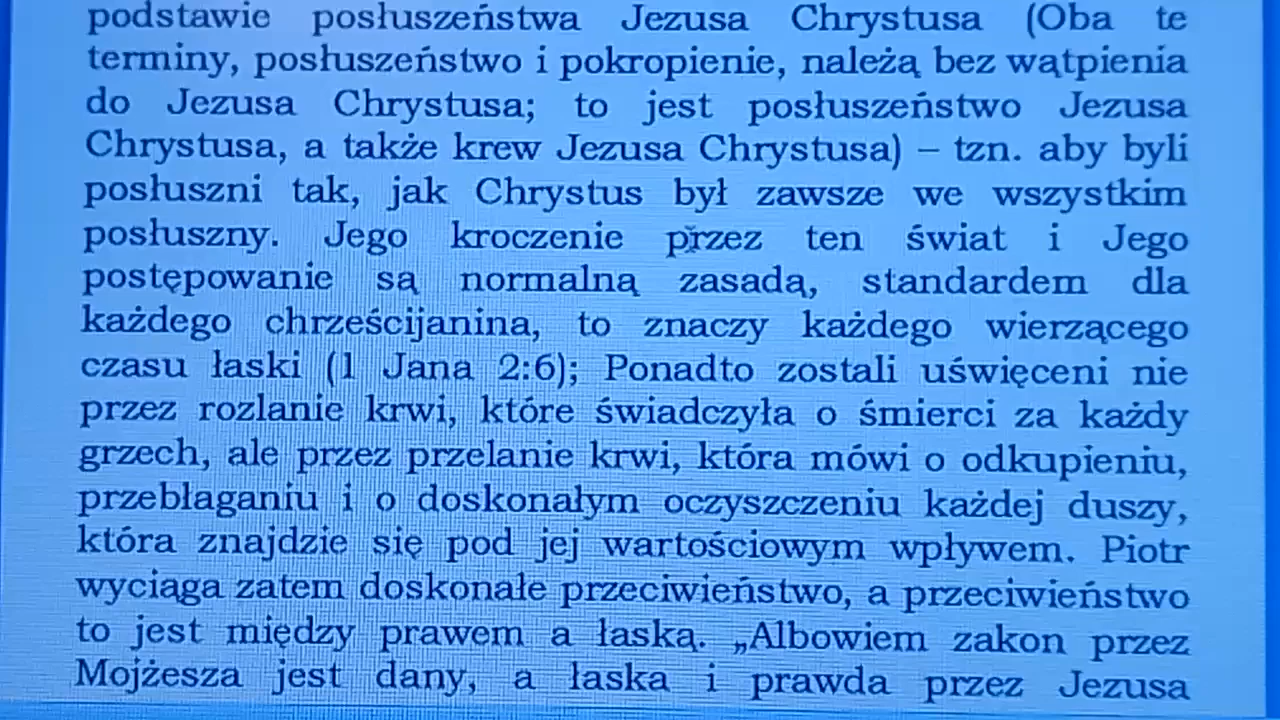 podstawie posłuszeństwa Jezusa Chrystusa (Oba te
terminy, posłuszeństwo i pokropienie, należą bez wątpienia
do Jezusa Chrystusa; to jest posłuszeństwo Jezusa
Chrystusa, a także krew Jezusa Chrystusa) – tzn. aby byli
posłuszni tak, jak Chrystus był zawsze we wszystkim
posłuszny. Jego kroczenie przez ten świat i Jego
postępowanie są normalną zasadą, standardem dla
każdego chrześcijanina, to znaczy każdego wierzącego
czasu łaski (1 Jana 2:6); Ponadto zostali uświęceni nie
przez rozlanie krwi, które świadczyła o śmierci za każdy
grzech, ale przez przelanie krwi, która mówi o odkupieniu,
przebłaganiu i o doskonałym oczyszczeniu każdej duszy,
która znajdzie się pod jej wartościowym wpływem. Piotr
wyciąga zatem doskonałe przeciwieństwo, a przeciwieństwo
to jest między prawem a łaską. „Albowiem zakon przez
Mojżesza jest dany, a łaska i prawda przez Jezusa